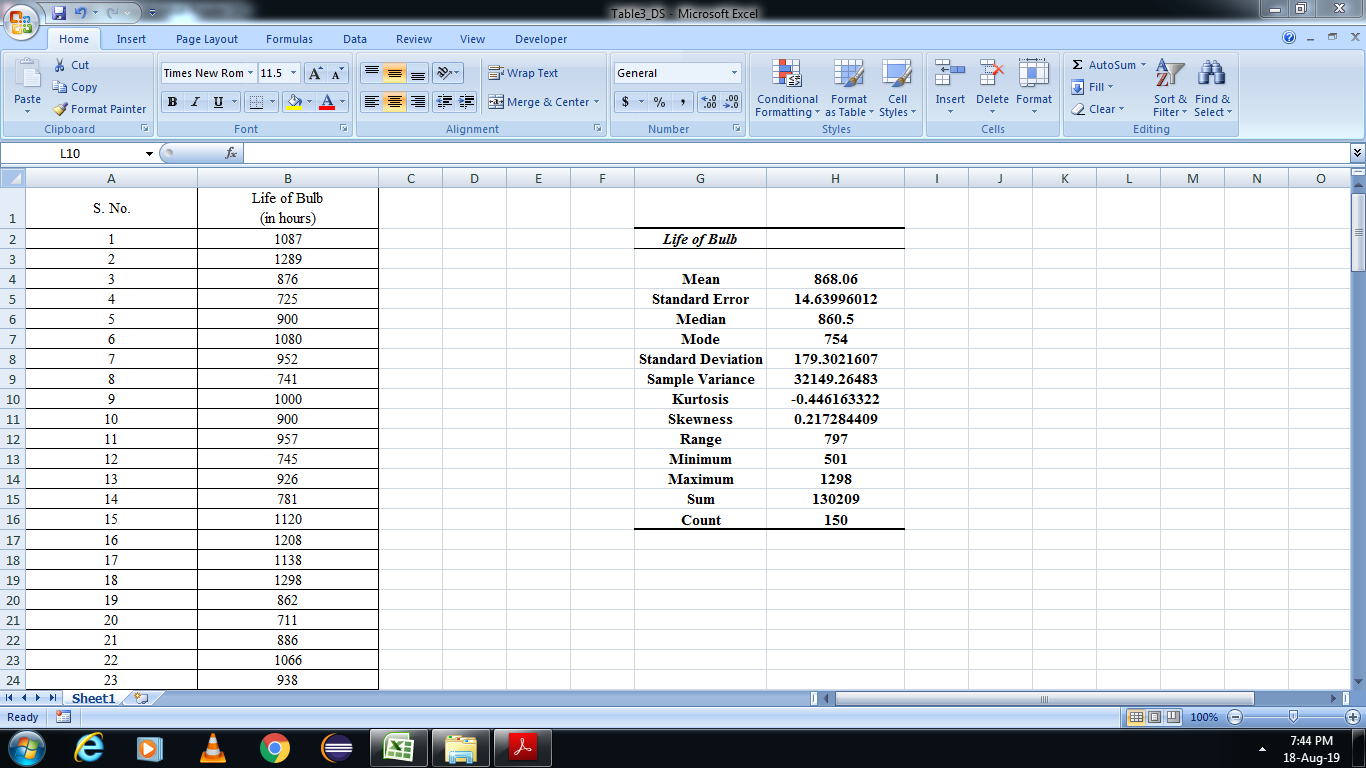 Table3_DS - Microsoft Excel
Home Insert Page Layout Formulas Data Review View Developer
Cut
Copy
Format Painter
Paste
Clipboard
Times New Rom 11.5 A A
B I U A
Font
Wrap Text
Merge & Center
Alignment
General
$ % , .00 .00
Number
Conditional Formatting
Format as Table
Cell Styles
Styles
Insert Delete Format
Cells
Σ AutoSum
Fill
Clear
Sort & Filter
Find & Select
Editing
L10 fx
A B C D E F G H I J K L M N O
1 S. No. Life of Bulb
(in hours)
2 1 1087 Life of Bulb
3 2 1289
4 3 876 Mean 868.06
5 4 725 Standard Error 14.63996012
6 5 900 Median 860.5
7 6 1080 Mode 754
8 7 952 Standard Deviation 179.3021607
9 8 741 Sample Variance 32149.26483
10 9 1000 Kurtosis -0.446163322
11 10 900 Skewness 0.217284409
12 11 957 Range 797
13 12 745 Minimum 501
14 13 926 Maximum 1298
15 14 781 Sum 130209
16 15 1120 Count 150
17 16 1208
18 17 1138
19 18 1298
20 19 862
21 20 711
22 21 886
23 22 1066
24 23 938
Sheet1
Ready 100%
7:44 PM
18-Aug-19